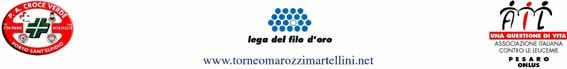 P. A. CROCE VERDE
PORTO SANT'ELPIDIO
lega del filo d'oro
www.torneomarozzimartellini.net
AIL
UNA QUESTIONE DI VITA
ASSOCIAZIONE ITALIANA
CONTRO LE LEUCEMIE
PESARO
ONLUS